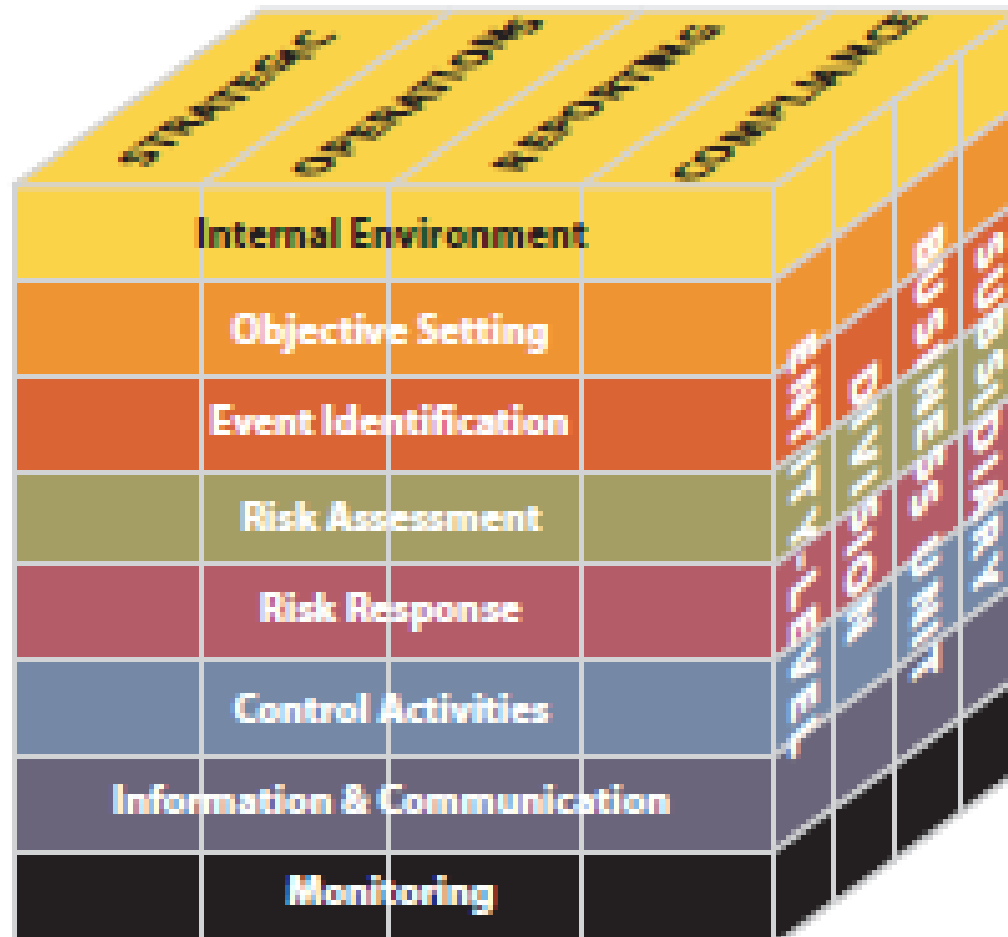 STRATEGIC
OPERATIONS
REPORTING
COMPLIANCE
Internal Environment
Objective Setting
Event Identification
Risk Assessment
Risk Response
Control Activities
Information & Communication
Monitoring
ENTITY-LEVEL
DIVISION
BUSINESS UNIT
SUBSIDIARY